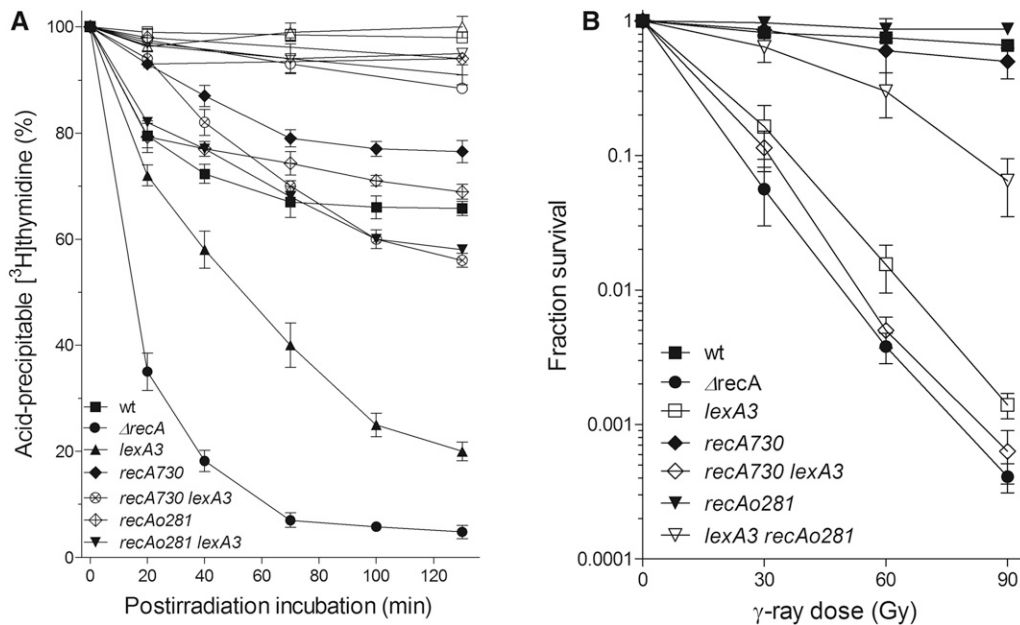 A
Acid-precipitable [³H]thymidine (%)
100
80
60
40
20
0
wt
ΔrecA
lexA3
recA730
recA730 lexA3
recAo281
recAo281 lexA3
0 20 40 60 80 100 120
Postirradiation incubation (min)
B
Fraction survival
1
0.1
0.01
0.001
0.0001
wt
ΔrecA
lexA3
recA730
recA730 lexA3
recAo281
lexA3 recAo281
0 30 60 90
γ-ray dose (Gy)